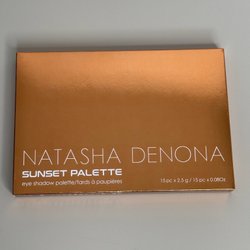 NATASHA DENONA
SUNSET PALETTE
eye shadow palette/fards à paupières
15 pc x 2,5 g / 15 pc x 0.08Oz.